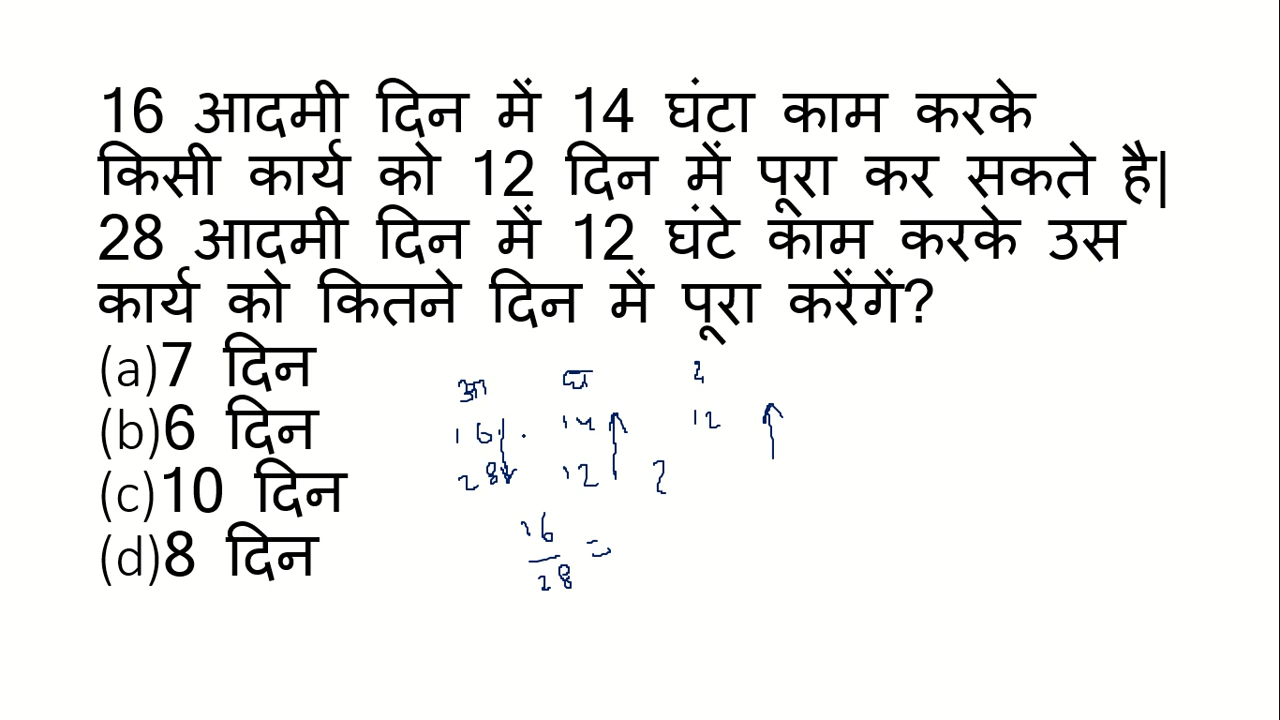 16 आदमी दिन में 14 घंटा काम करके
किसी कार्य को 12 दिन में पूरा कर सकते है|
28 आदमी दिन में 12 घंटे काम करके उस
कार्य को कितने दिन में पूरा करेंगें?
(a)7 दिन
(b)6 दिन
(c)10 दिन
(d)8 दिन
आ घ दि
16 14 12
28 12 ?
16
28 =